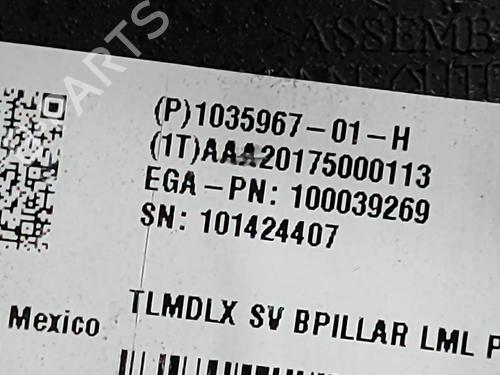 ASSEMB
(P)1035967-01-H
(1T)AAA20175000113
EGA-PN: 100039269
SN: 101424407
TLMDLX SV BPILLAR LML P
Mexico